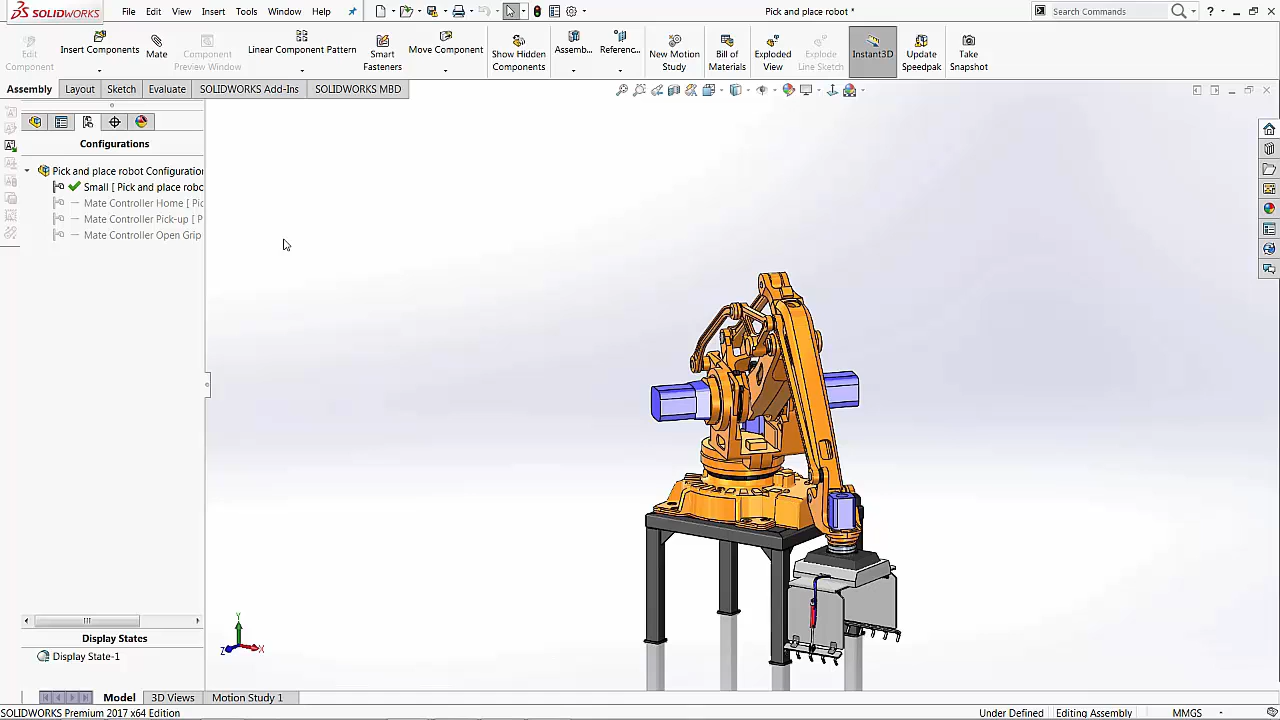 SOLIDWORKS
File Edit View Insert Tools Window Help
Pick and place robot *
Search Commands
?
Edit Component
Insert Components
Mate
Component Preview Window
Linear Component Pattern
Smart Fasteners
Move Component
Show Hidden Components
Assemb...
Referenc...
New Motion Study
Bill of Materials
Exploded View
Explode Line Sketch
Instant3D
Update Speedpak
Take Snapshot
Assembly Layout Sketch Evaluate SOLIDWORKS Add-Ins SOLIDWORKS MBD
Configurations
Pick and place robot Configuration
Small [ Pick and place robo
Mate Controller Home [ Pic
Mate Controller Pick-up [ P
Mate Controller Open Grip
Y
Z
X
Display States
Display State-1
Model 3D Views Motion Study 1
SOLIDWORKS Premium 2017 x64 Edition
Under Defined Editing Assembly MMGS